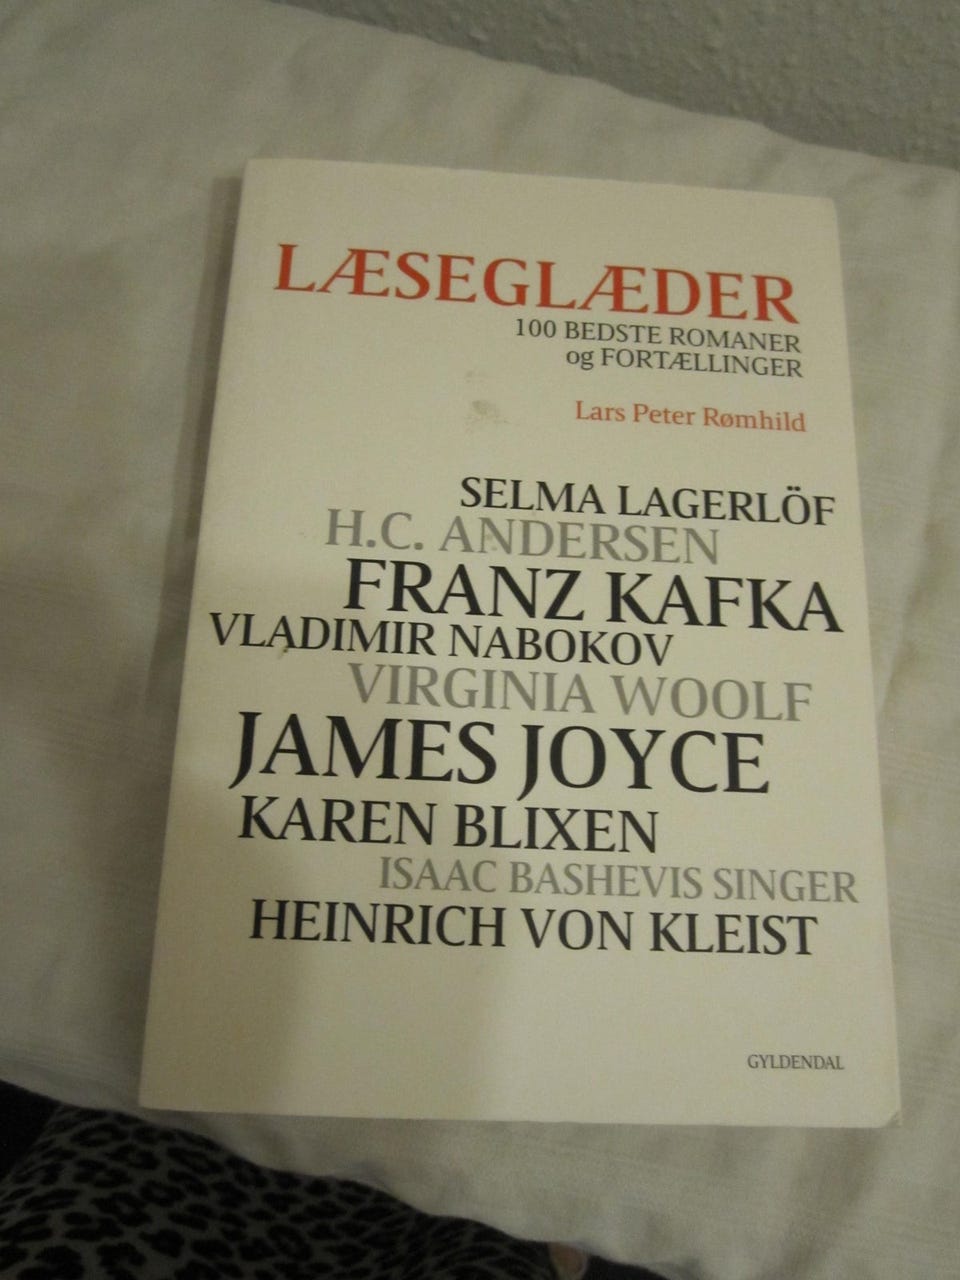 LÆSEGLÆDER
100 BEDSTE ROMANER
og FORTÆLLINGER
Lars Peter Rømhild
SELMA LAGERLÖF
H.C. ANDERSEN
FRANZ KAFKA
VLADIMIR NABOKOV
VIRGINIA WOOLF
JAMES JOYCE
KAREN BLIXEN
ISAAC BASHEVIS SINGER
HEINRICH VON KLEIST
GYLDENDAL